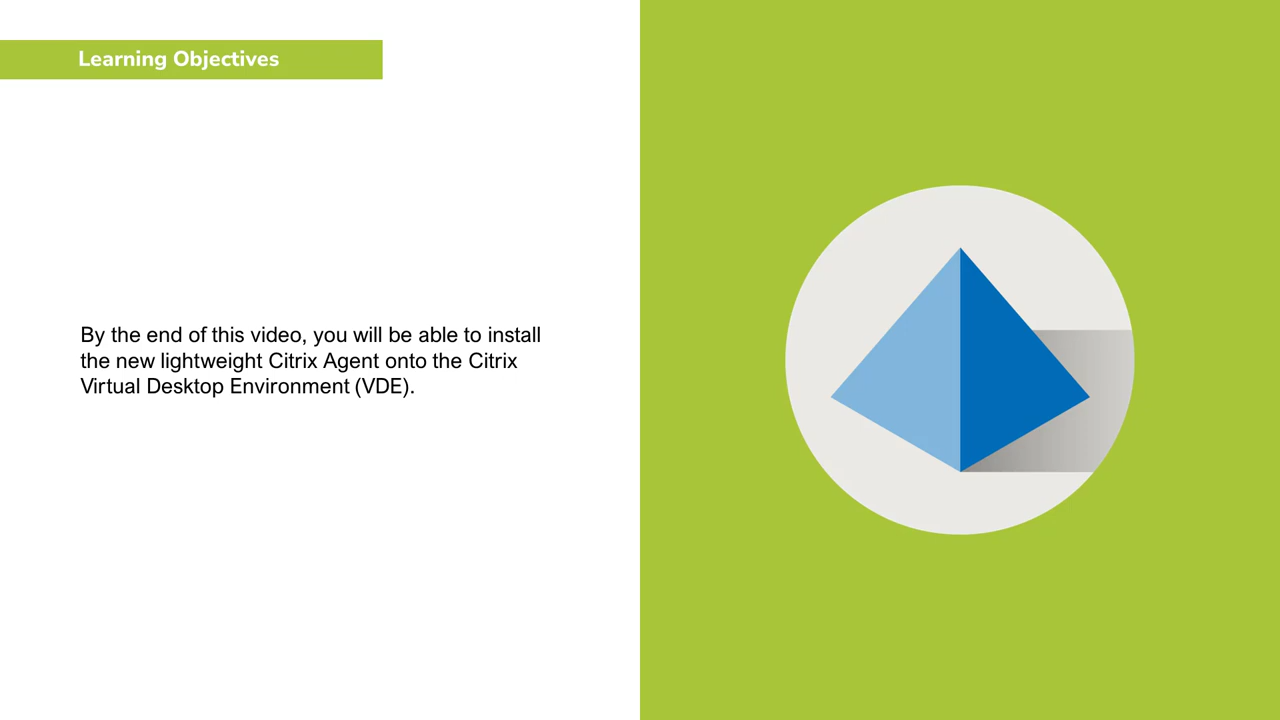 Learning Objectives
By the end of this video, you will be able to install
the new lightweight Citrix Agent onto the Citrix
Virtual Desktop Environment (VDE).